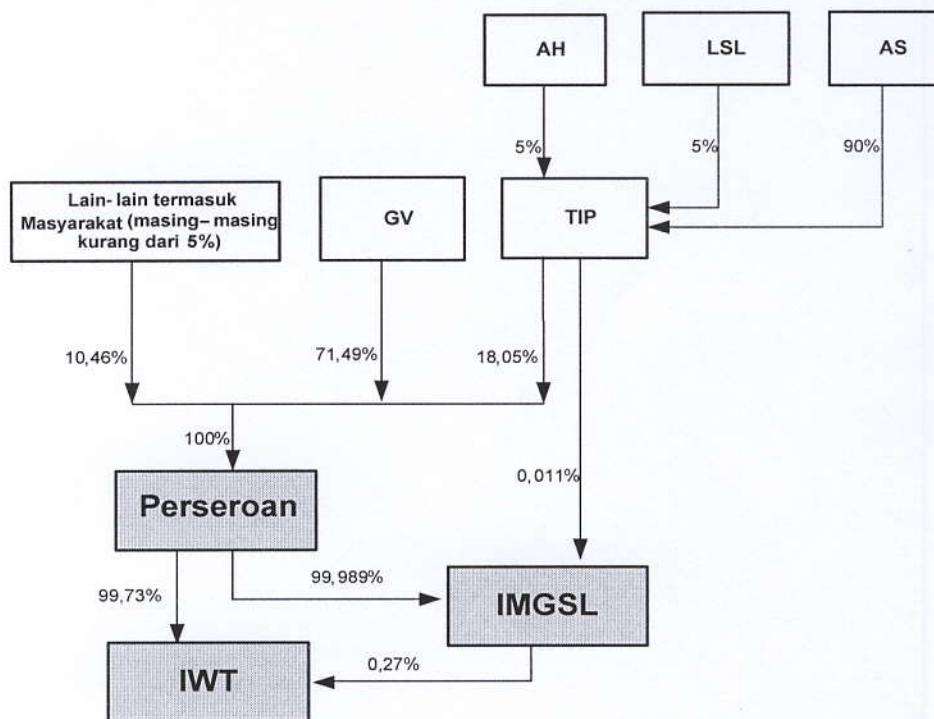 AH
LSL
AS
5%
5%
90%
Lain-lain termasuk
Masyarakat (masing-masing
kurang dari 5%)
GV
TIP
10,46%
71,49%
18,05%
100%
0,011%
Perseroan
99,73%
99,989%
IMGSL
IWT
0,27%